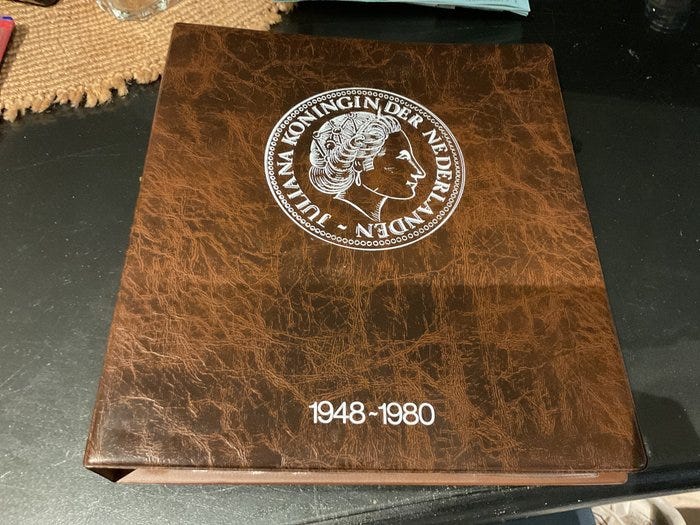 JULIANA KONINGIN DER NEDERLANDEN ~
1948~1980